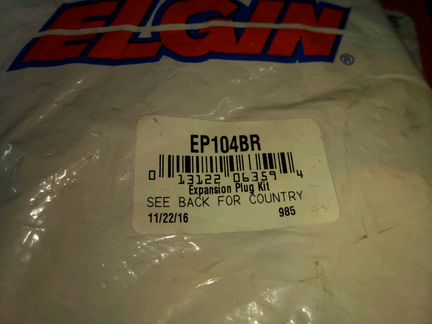 ELGIN®
EP104BR
0 13122 06359 4
Expansion Plug Kit
SEE BACK FOR COUNTRY
11/22/16 985